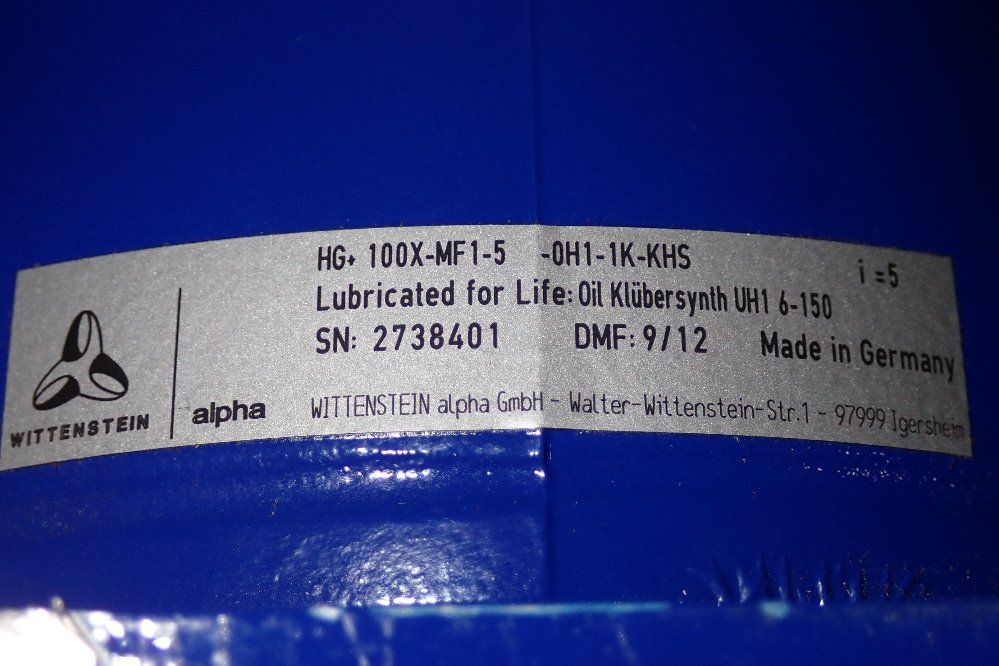 HG+ 100X-MF1-5 -0H1-1K-KHS i =5
Lubricated for Life: Oil Klübersynth UH1 6-150
SN: 2738401 DMF: 9/12 Made in Germany
WITTENSTEIN alpha WITTENSTEIN alpha GmbH - Walter-Wittenstein-Str.1 - 97999 Igersheim